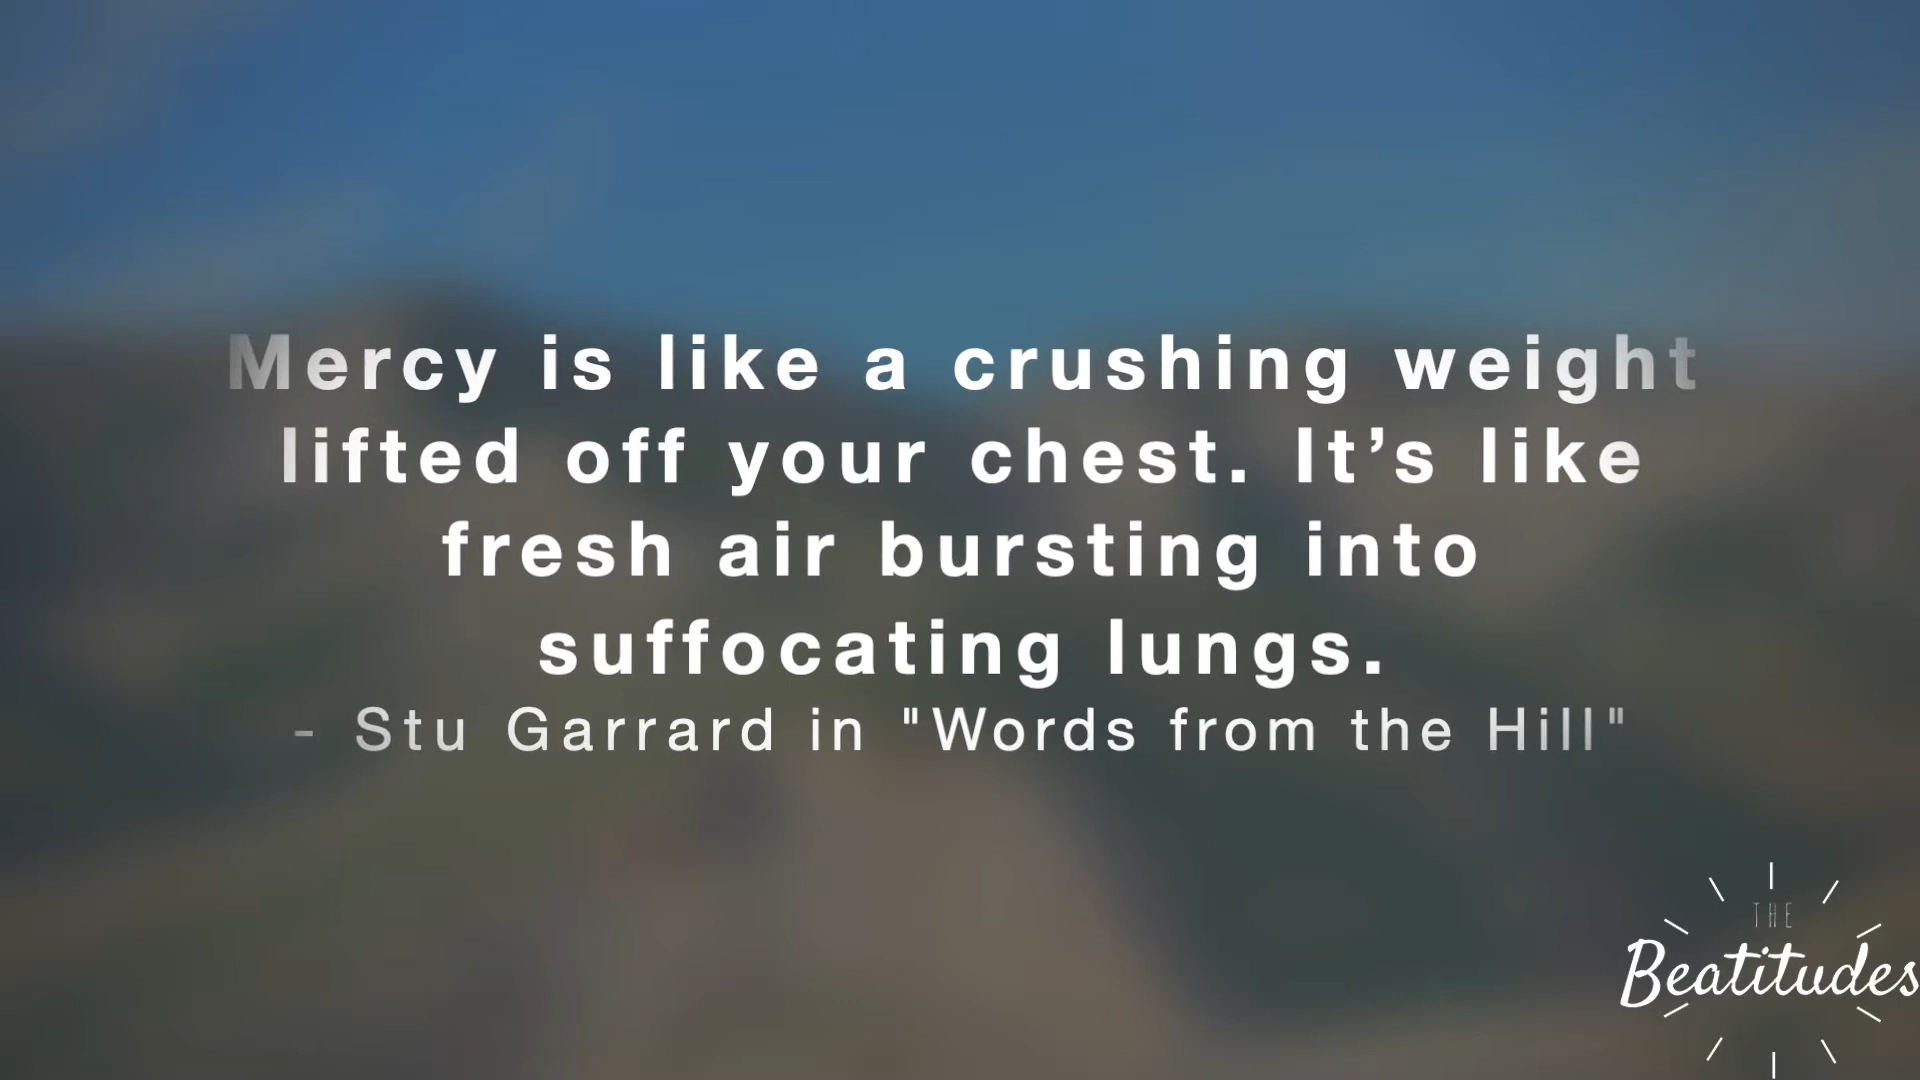 Mercy is like a crushing weight
lifted off your chest. It’s like
fresh air bursting into
suffocating lungs.
- Stu Garrard in "Words from the Hill"
THE
Beatitudes